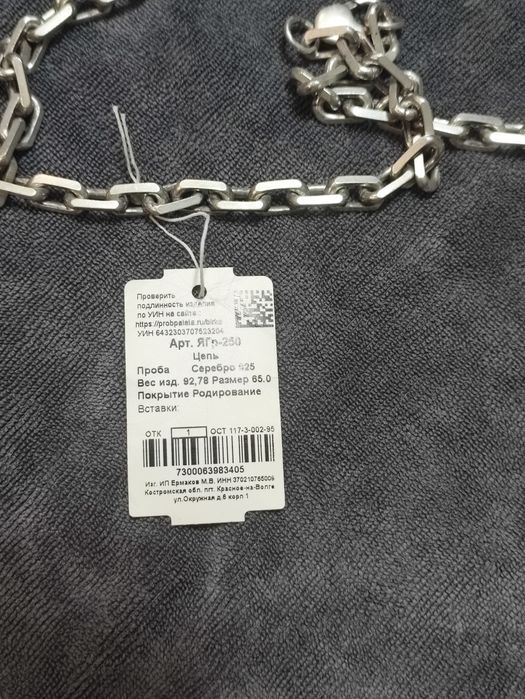 Проверить
подлинность изделия
по УИН на сайте:
https://probpalata.ru/birka
УИН 6432303707523204
Арт. ЯГр-250
Цепь
Проба Серебро 925
Вес изд. 92,78 Размер 65.0
Покрытие Родирование
Вставки:
ОТК 1 ОСТ 117-3-002-95
7300063983405
Изг. ИП Ермаков М.В. ИНН 370210765009
Костромская обл. пгт. Красное-на-Волге
ул.Окружная д.6 корп 1